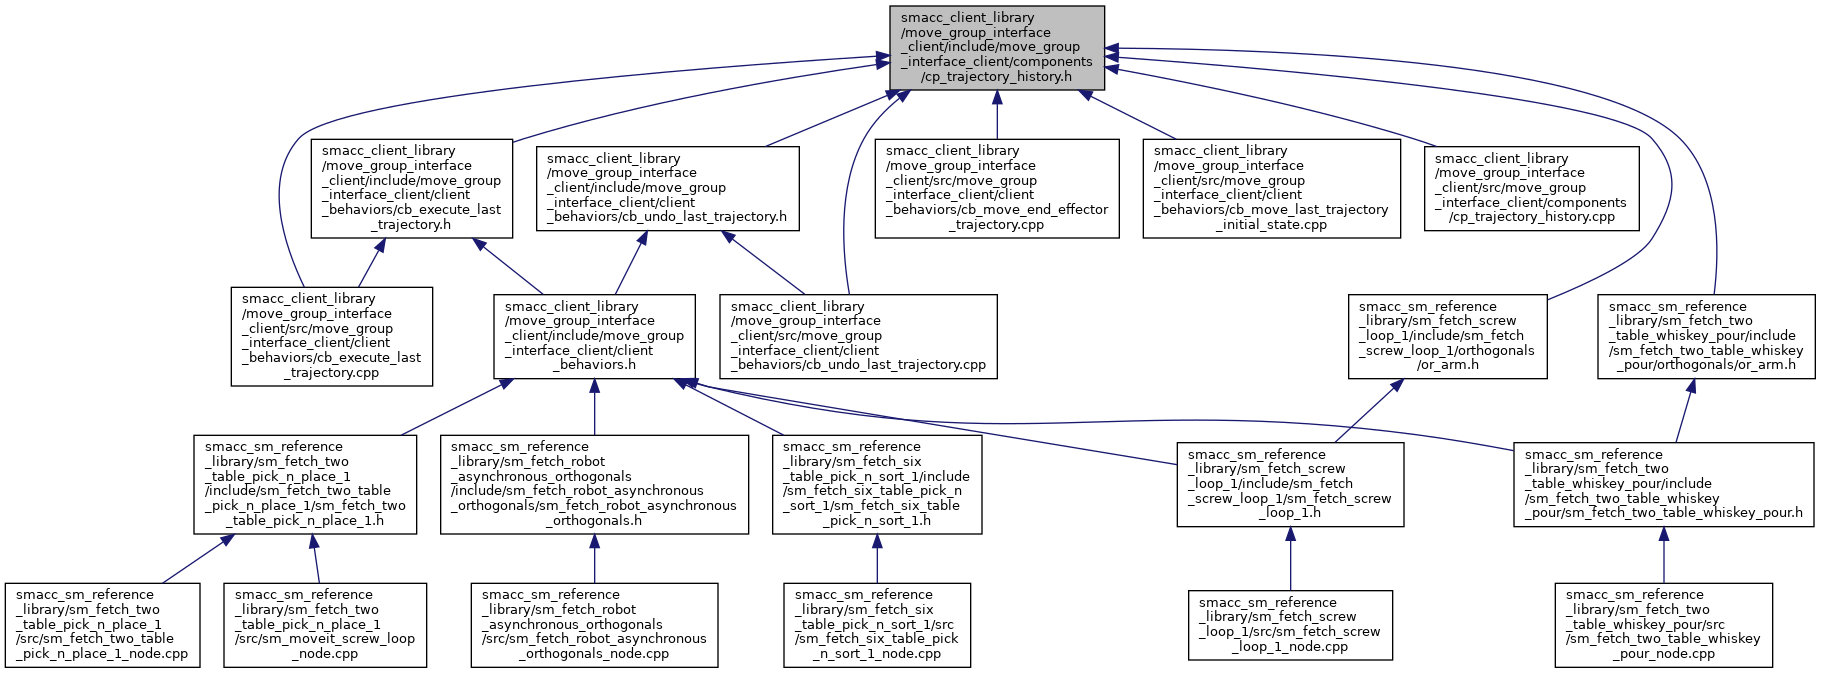 smacc_client_library
/move_group_interface
_client/include/move_group
_interface_client/components
/cp_trajectory_history.h
smacc_client_library
/move_group_interface
_client/include/move_group
_interface_client/client
_behaviors/cb_execute_last
_trajectory.h
smacc_client_library
/move_group_interface
_client/include/move_group
_interface_client/client
_behaviors/cb_undo_last_trajectory.h
smacc_client_library
/move_group_interface
_client/src/move_group
_interface_client/client
_behaviors/cb_move_end_effector
_trajectory.cpp
smacc_client_library
/move_group_interface
_client/src/move_group
_interface_client/client
_behaviors/cb_move_last_trajectory
_initial_state.cpp
smacc_client_library
/move_group_interface
_client/src/move_group
_interface_client/components
/cp_trajectory_history.cpp
smacc_client_library
/move_group_interface
_client/src/move_group
_interface_client/client
_behaviors/cb_execute_last
_trajectory.cpp
smacc_client_library
/move_group_interface
_client/include/move_group
_interface_client/client
_behaviors.h
smacc_client_library
/move_group_interface
_client/src/move_group
_interface_client/client
_behaviors/cb_undo_last_trajectory.cpp
smacc_sm_reference
_library/sm_fetch_screw
_loop_1/include/sm_fetch
_screw_loop_1/orthogonals
/or_arm.h
smacc_sm_reference
_library/sm_fetch_two
_table_whiskey_pour/include
/sm_fetch_two_table_whiskey
_pour/orthogonals/or_arm.h
smacc_sm_reference
_library/sm_fetch_two
_table_pick_n_place_1
/include/sm_fetch_two_table
_pick_n_place_1/sm_fetch_two
_table_pick_n_place_1.h
smacc_sm_reference
_library/sm_fetch_robot
_asynchronous_orthogonals
/include/sm_fetch_robot_asynchronous
_orthogonals/sm_fetch_robot_asynchronous
_orthogonals.h
smacc_sm_reference
_library/sm_fetch_six
_table_pick_n_sort_1/include
/sm_fetch_six_table_pick_n
_sort_1/sm_fetch_six_table
_pick_n_sort_1.h
smacc_sm_reference
_library/sm_fetch_screw
_loop_1/include/sm_fetch
_screw_loop_1/sm_fetch_screw
_loop_1.h
smacc_sm_reference
_library/sm_fetch_two
_table_whiskey_pour/include
/sm_fetch_two_table_whiskey
_pour/sm_fetch_two_table_whiskey_pour.h
smacc_sm_reference
_library/sm_fetch_two
_table_pick_n_place_1
/src/sm_fetch_two_table
_pick_n_place_1_node.cpp
smacc_sm_reference
_library/sm_fetch_two
_table_pick_n_place_1
/src/sm_moveit_screw_loop
_node.cpp
smacc_sm_reference
_library/sm_fetch_robot
_asynchronous_orthogonals
/src/sm_fetch_robot_asynchronous
_orthogonals_node.cpp
smacc_sm_reference
_library/sm_fetch_six
_table_pick_n_sort_1/src
/sm_fetch_six_table_pick
_n_sort_1_node.cpp
smacc_sm_reference
_library/sm_fetch_screw
_loop_1/src/sm_fetch_screw
_loop_1_node.cpp
smacc_sm_reference
_library/sm_fetch_two
_table_whiskey_pour/src
/sm_fetch_two_table_whiskey
_pour_node.cpp